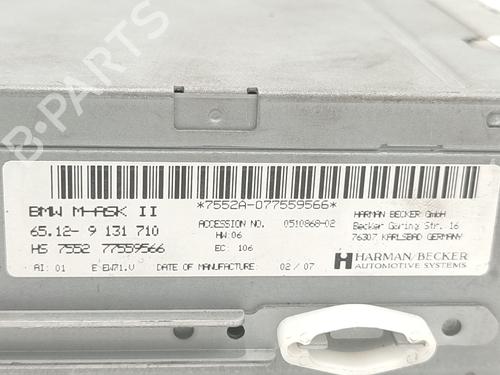 *7552A-077559566*
BMW M-ASK II
65.12- 9 131 710
HS 7552 77559566
AI: 01 E-EW71.V DATE OF MANUFACTURE: 02/07
ACCESSION NO. 0510868-02
HW: 06
EC: 106
HARMAN BECKER GmbH
Becker Göring Str. 16
76307 KARLSBAD GERMANY
HARMAN/BECKER
AUTOMOTIVE SYSTEMS
B-PARTS